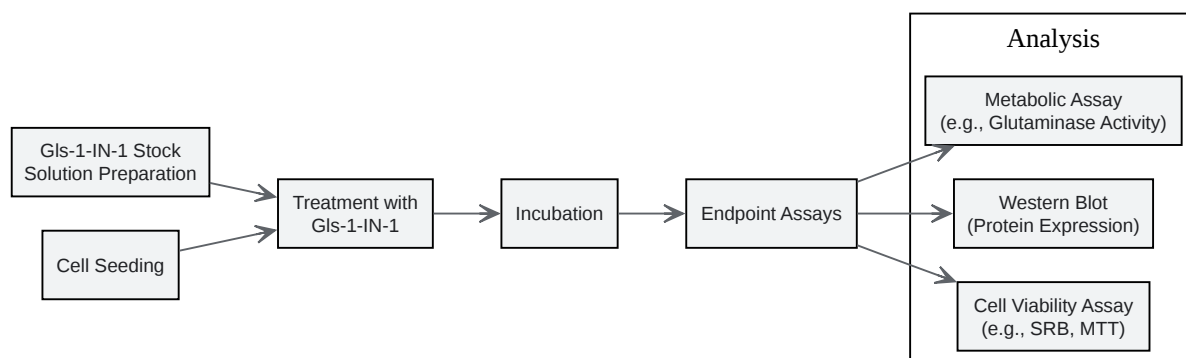 Analysis
Metabolic Assay
(e.g., Glutaminase Activity)
Gls-1-IN-1 Stock
Solution Preparation
Treatment with
Gls-1-IN-1
Incubation
Endpoint Assays
Western Blot
(Protein Expression)
Cell Seeding
Cell Viability Assay
(e.g., SRB, MTT)